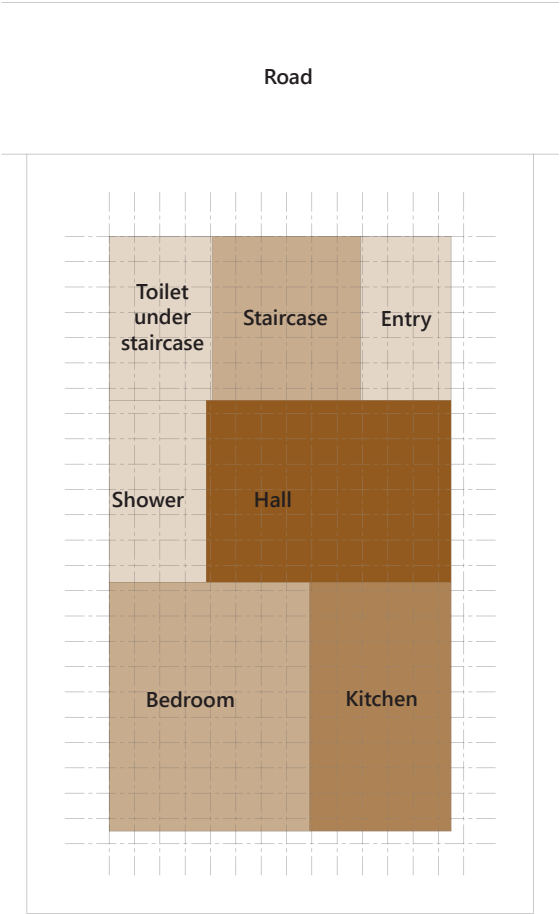 Road
Toilet
under
staircase
Staircase
Entry
Shower
Hall
Bedroom
Kitchen